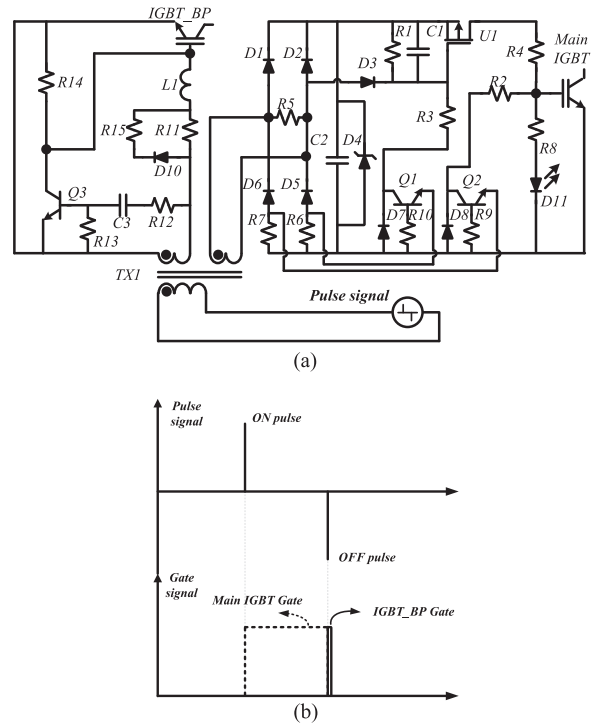 IGBT_BP
D1
D2
R1
C1
U1
Main
IGBT
R4
D3
R14
L1
R2
R15
R11
R5
R3
C2
D4
R8
D10
Q3
D6
D5
Q1
Q2
D11
C3
R12
R7
R6
D7
R10
D8
R9
R13
TX1
Pulse signal
(a)
Pulse
signal
ON pulse
OFF pulse
Gate
signal
Main IGBT Gate
IGBT_BP Gate
(b)